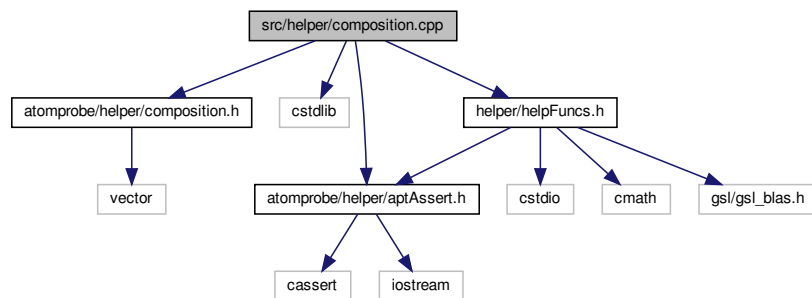 src/helper/composition.cpp
atomprobe/helper/composition.h
cstdlib
helper/helpFuncs.h
vector
atomprobe/helper/aptAssert.h
cstdio
cmath
gsl/gsl_blas.h
cassert
iostream